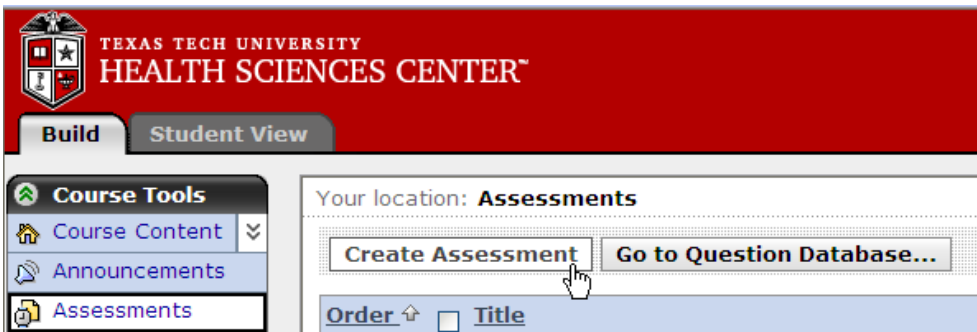 TEXAS TECH UNIVERSITY
HEALTH SCIENCES CENTER™
Build Student View
Course Tools
Course Content
Announcements
Assessments
Your location: Assessments
Create Assessment Go to Question Database...
Order Title